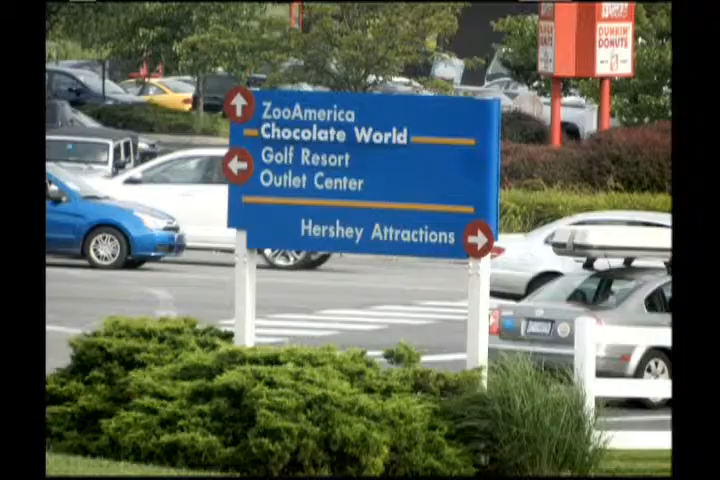 ZooAmerica
Chocolate World
Golf Resort
Outlet Center
Hershey Attractions
DUNKIN'
DONUTS